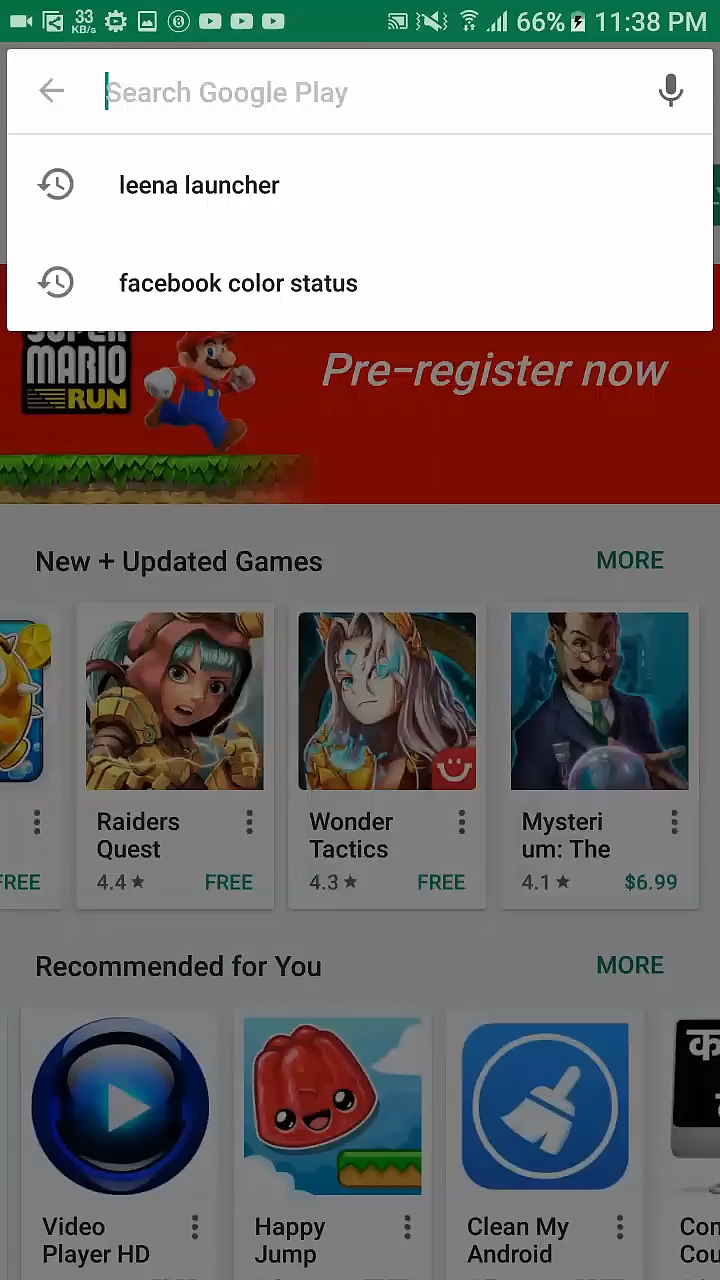 33
KB/s
66%
11:38 PM
Search Google Play
leena launcher
facebook color status
SUPER
MARIO
RUN
Pre-register now
New + Updated Games
MORE
Raiders
Quest
4.4★
FREE
Wonder
Tactics
4.3★
FREE
Mysteri
um: The
4.1★
$6.99
FREE
Recommended for You
MORE
Video
Player HD
Happy
Jump
Clean My
Android
Con
Cou